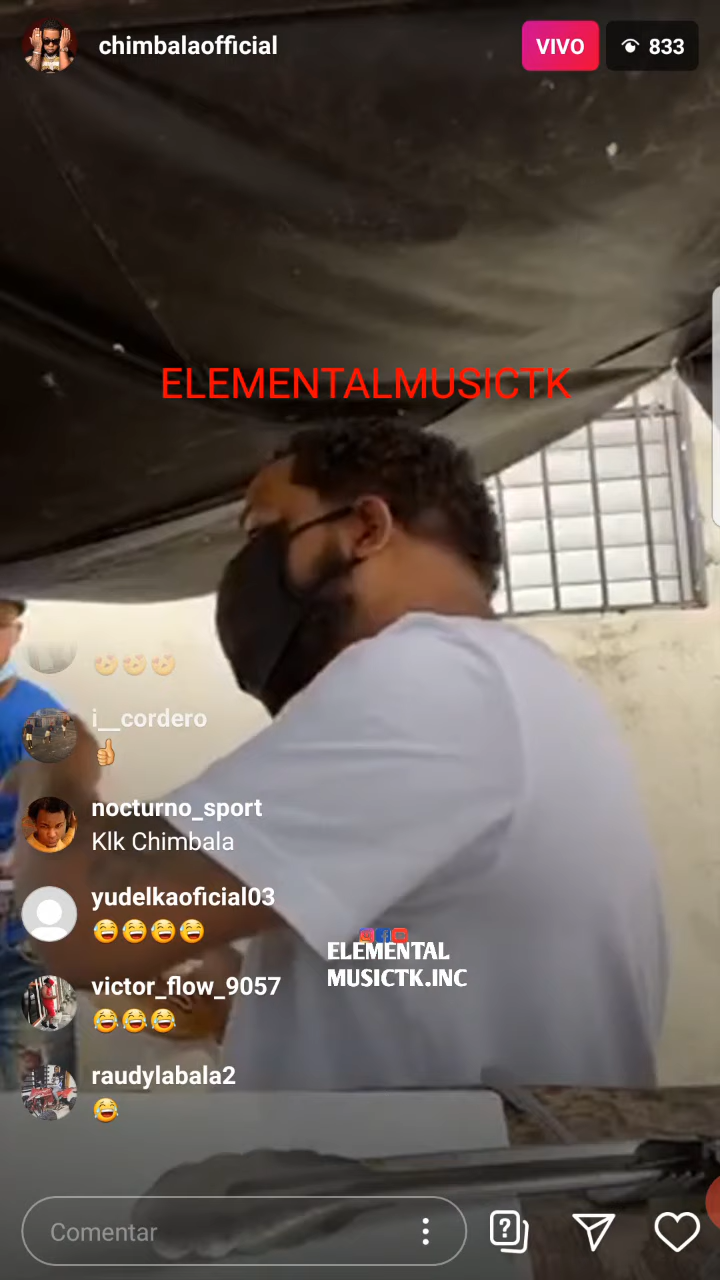 chimbalaofficial
VIVO
833
ELEMENTALMUSICTK
i__cordero
nocturno_sport
Klk Chimbala
yudelkaoficial03
ELEMENTAL
MUSICTK.INC
victor_flow_9057
raudylabala2
Comentar